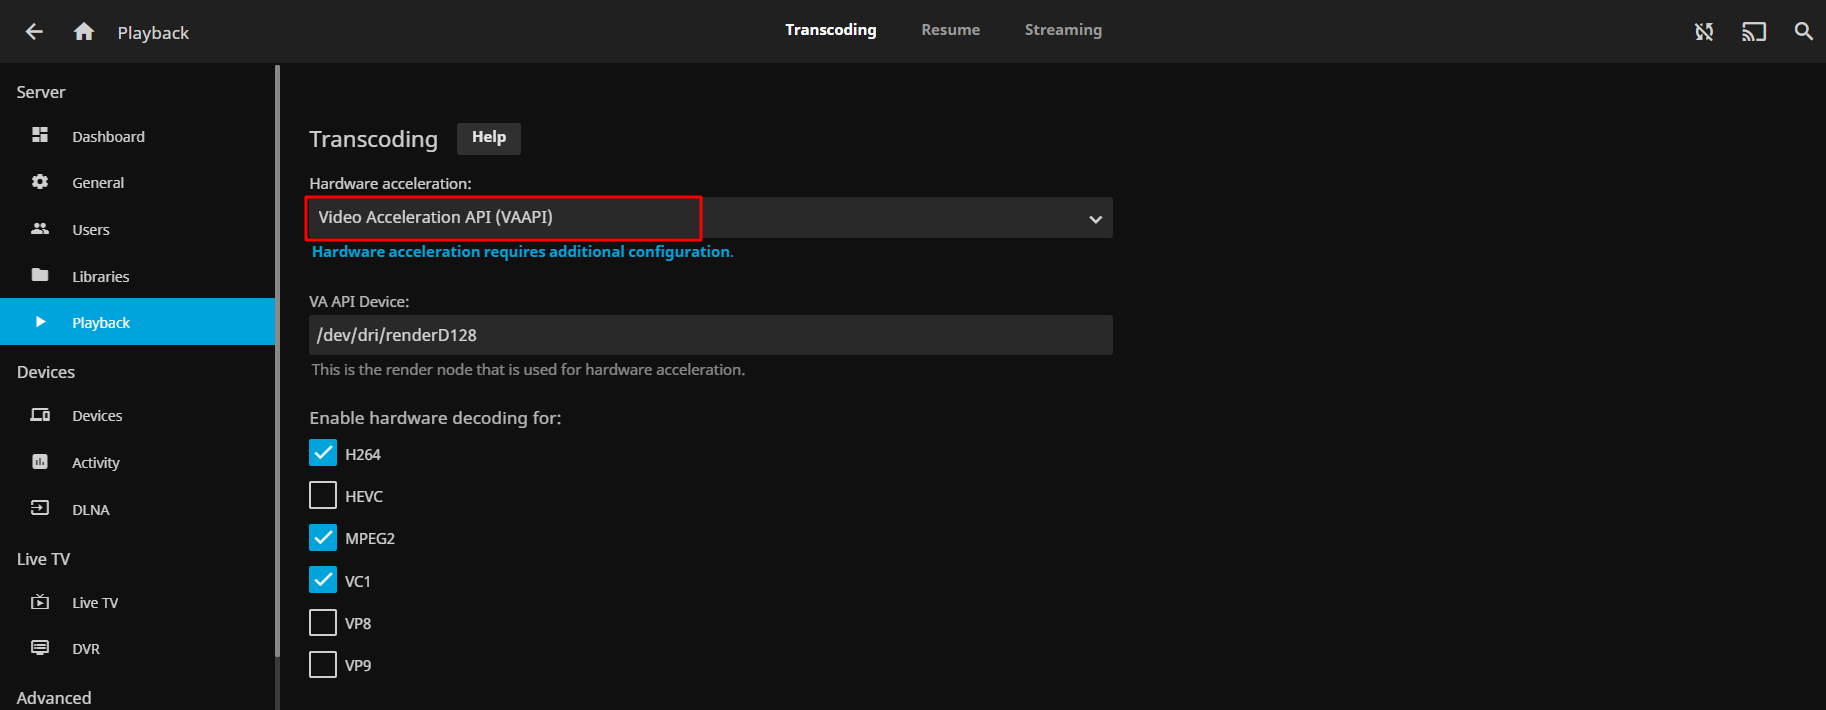 Playback
Transcoding
Resume
Streaming
Server
Dashboard
General
Users
Libraries
Playback
Devices
Devices
Activity
DLNA
Live TV
Live TV
DVR
Advanced
Transcoding
Help
Hardware acceleration:
Video Acceleration API (VAAPI)
Hardware acceleration requires additional configuration.
VA API Device:
/dev/dri/renderD128
This is the render node that is used for hardware acceleration.
Enable hardware decoding for:
H264
HEVC
MPEG2
VC1
VP8
VP9